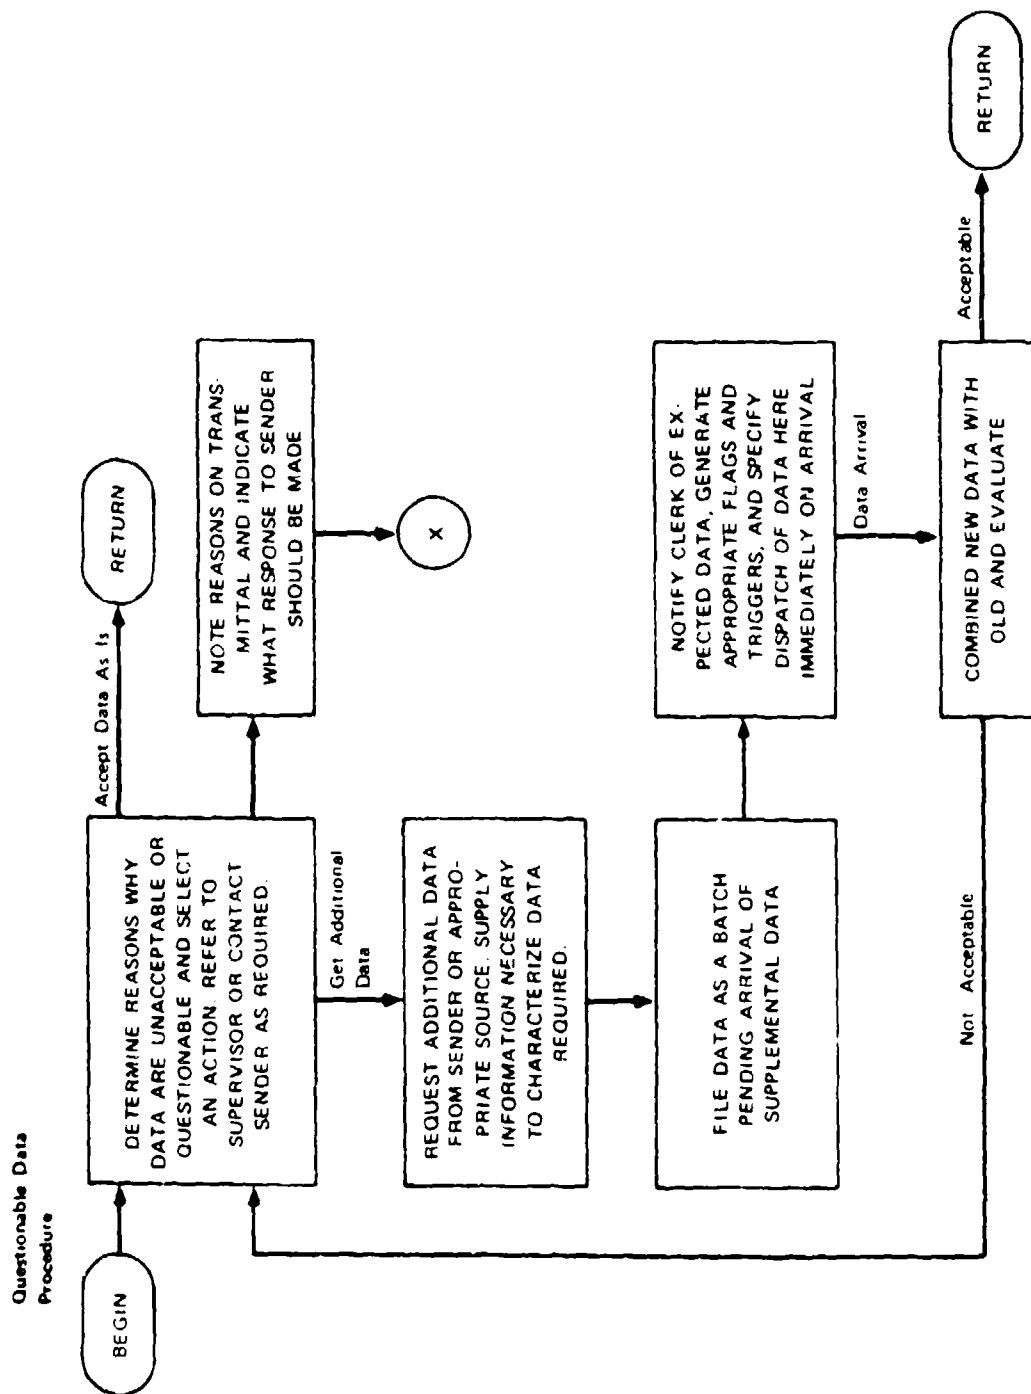 Questionable Data
Procedure
BEGIN
DETERMINE REASONS WHY
DATA ARE UNACCEPTABLE OR
QUESTIONABLE AND SELECT
AN ACTION. REFER TO
SUPERVISOR OR CONTACT
SENDER AS REQUIRED.
Accept Data As Is
RETURN
NOTE REASONS ON TRANS-
MITTAL AND INDICATE
WHAT RESPONSE TO SENDER
SHOULD BE MADE
X
Get Additional
Data
REQUEST ADDITIONAL DATA
FROM SENDER OR APPRO-
PRIATE SOURCE. SUPPLY
INFORMATION NECESSARY
TO CHARACTERIZE DATA
REQUIRED.
FILE DATA AS A BATCH
PENDING ARRIVAL OF
SUPPLEMENTAL DATA
NOTIFY CLERK OF EX-
PECTED DATA, GENERATE
APPROPRIATE FLAGS AND
TRIGGERS, AND SPECIFY
DISPATCH OF DATA HERE
IMMEDIATELY ON ARRIVAL
Data Arrival
COMBINED NEW DATA WITH
OLD AND EVALUATE
Acceptable
RETURN
Not Acceptable